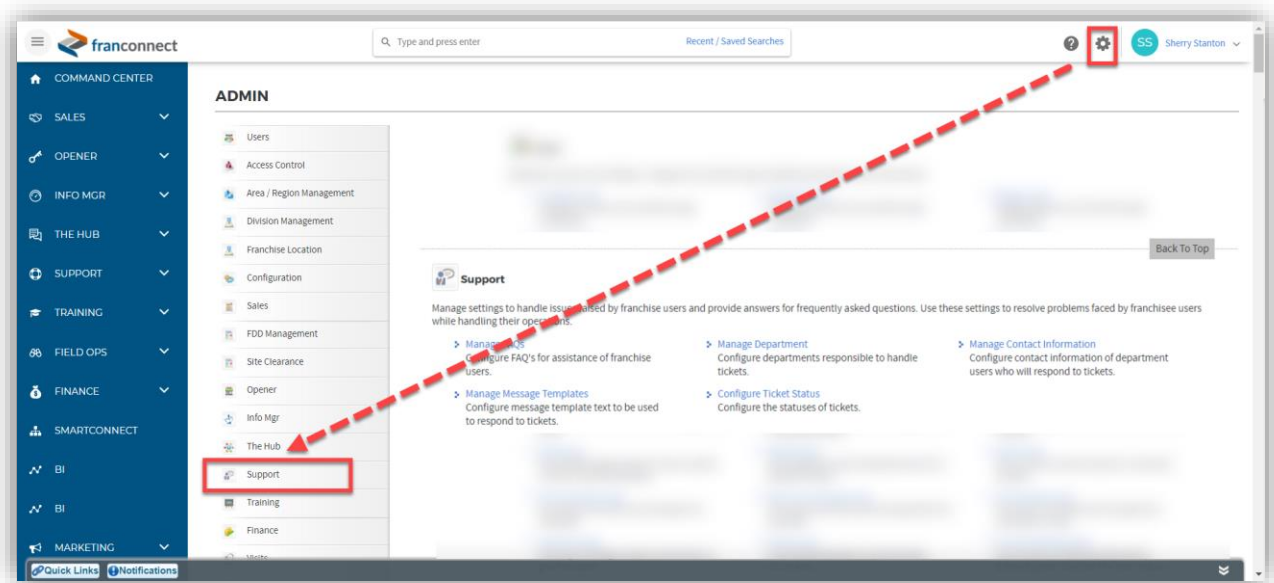 franconnect
Type and press enter
Recent / Saved Searches
SS
Sherry Stanton
COMMAND CENTER
SALES
OPENER
INFO MGR
THE HUB
SUPPORT
TRAINING
FIELD OPS
FINANCE
SMARTCONNECT
BI
BI
MARKETING
ADMIN
Users
Access Control
Area / Region Management
Division Management
Franchise Location
Configuration
Sales
FDD Management
Site Clearance
Opener
Info Mgr
The Hub
Support
Training
Finance
Visits
Back To Top
Support
Manage settings to handle issues raised by franchise users and provide answers for frequently asked questions. Use these settings to resolve problems faced by franchisee users
while handling their operations.
Manage FAQs
Configure FAQ's for assistance of franchise
users.
Manage Department
Configure departments responsible to handle
tickets.
Manage Contact Information
Configure contact information of department
users who will respond to tickets.
Manage Message Templates
Configure message template text to be used
to respond to tickets.
Configure Ticket Status
Configure the statuses of tickets.
Quick Links
Notifications